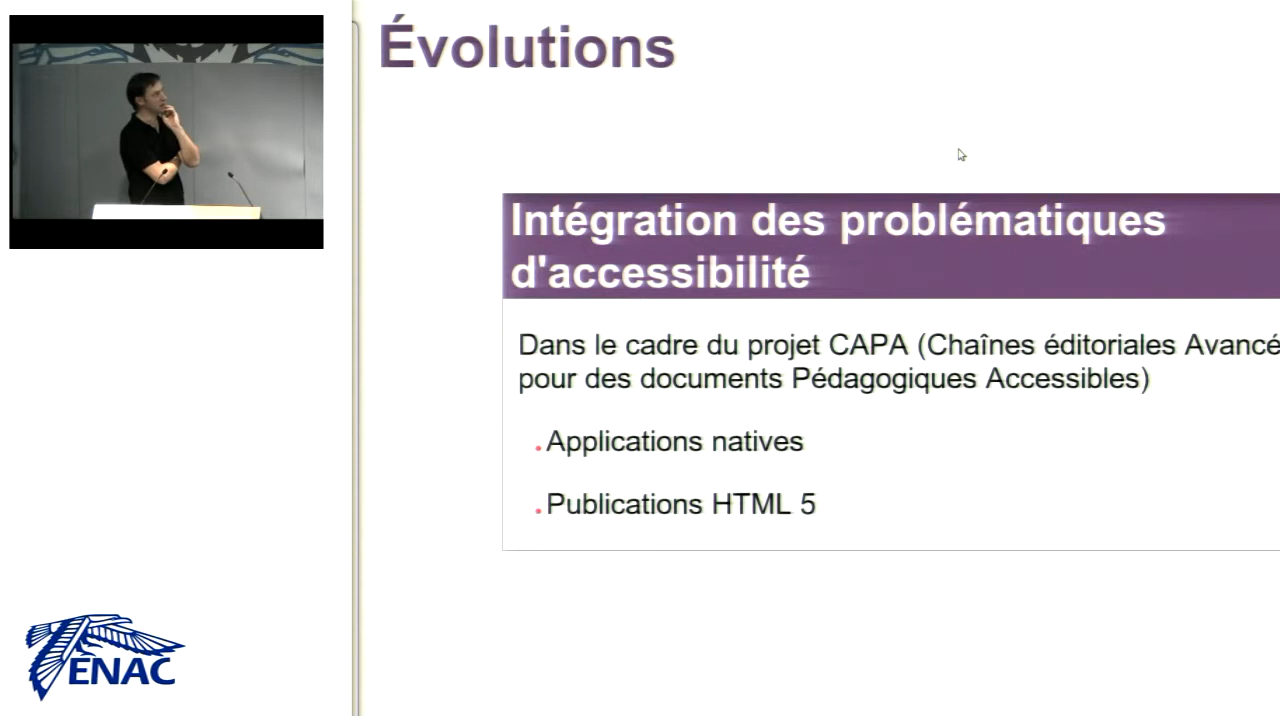 Évolutions
Intégration des problématiques
d'accessibilité
Dans le cadre du projet CAPA (Chaînes éditoriales Avancé
pour des documents Pédagogiques Accessibles)
Applications natives
Publications HTML 5
ENAC